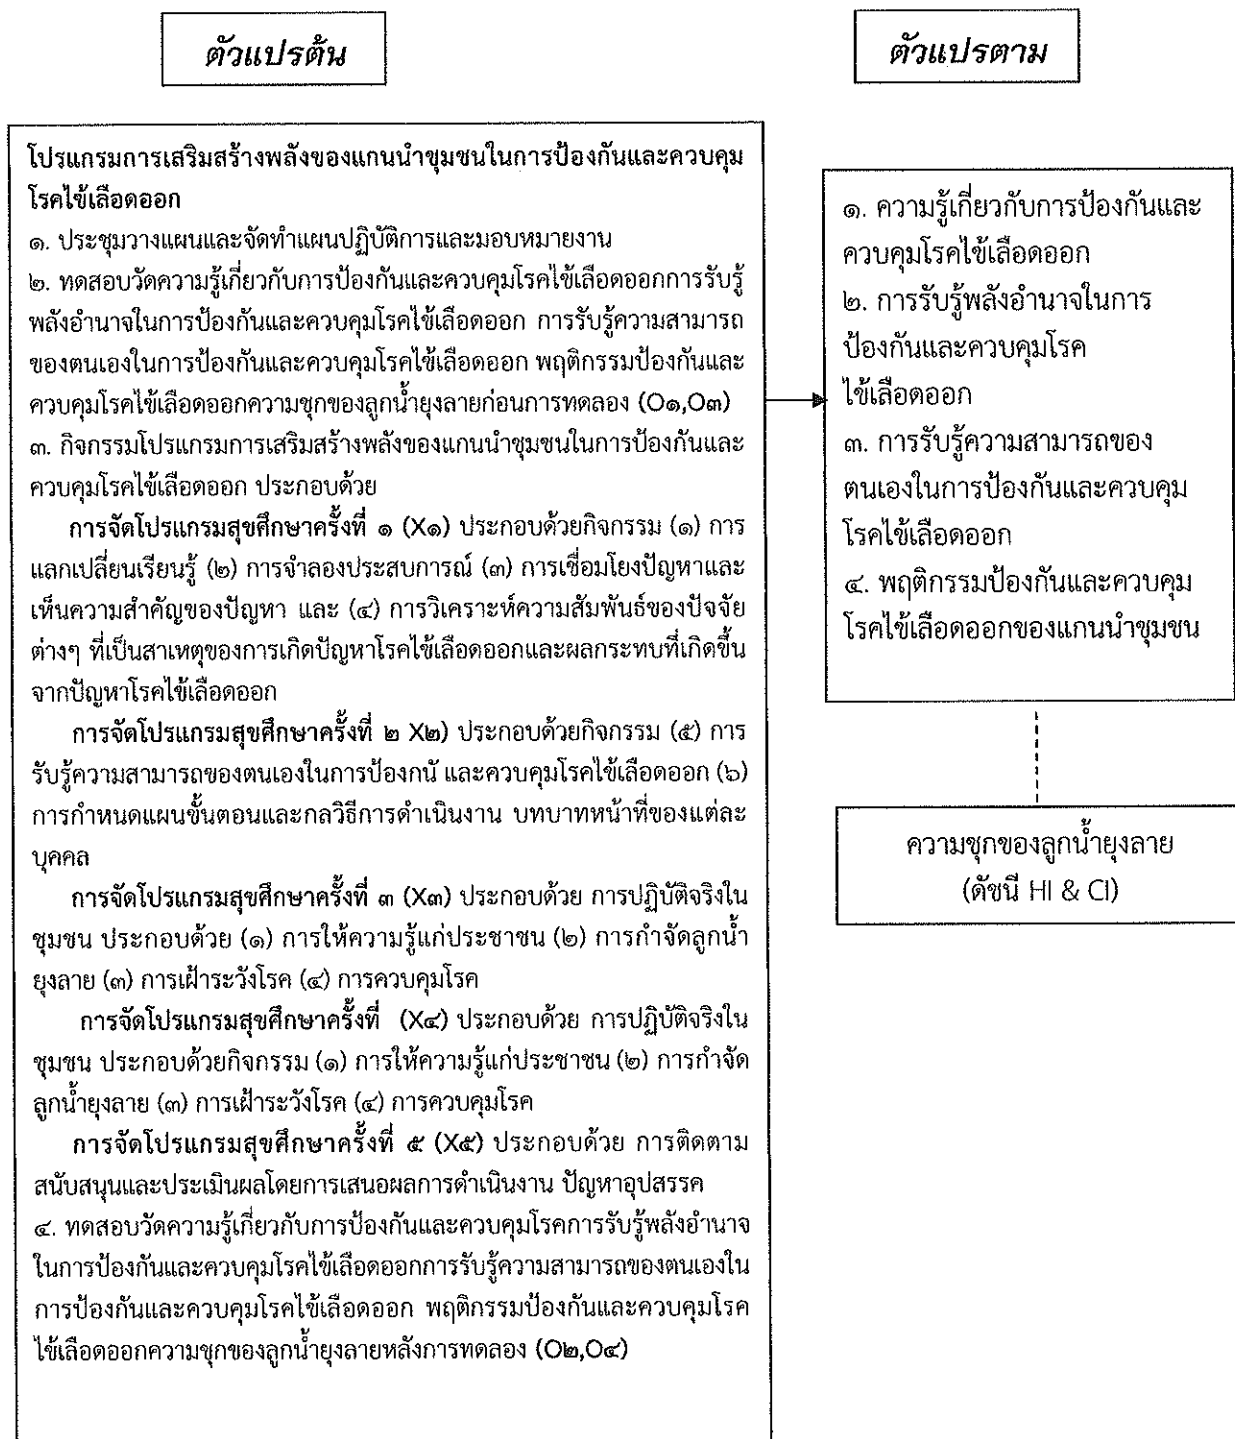 ตัวแปรต้น
ตัวแปรตาม
โปรแกรมการเสริมสร้างพลังของแกนนำชุมชนในการป้องกันและควบคุม
โรคไข้เลือดออก
๑. ประชุมวางแผนและจัดทำแผนปฏิบัติการและมอบหมายงาน
๒. ทดสอบวัดความรู้เกี่ยวกับการป้องกันและควบคุมโรคไข้เลือดออกการรับรู้
พลังอำนาจในการป้องกันและควบคุมโรคไข้เลือดออก การรับรู้ความสามารถ
ของตนเองในการป้องกันและควบคุมโรคไข้เลือดออก พฤติกรรมป้องกันและ
ควบคุมโรคไข้เลือดออกความชุกของลูกน้ำยุงลายก่อนการทดลอง (O๑,O๓)
๓. กิจกรรมโปรแกรมการเสริมสร้างพลังของแกนนำชุมชนในการป้องกันและ
ควบคุมโรคไข้เลือดออก ประกอบด้วย
การจัดโปรแกรมสุขศึกษาครั้งที่ ๑ (X๑) ประกอบด้วยกิจกรรม (๑) การ
แลกเปลี่ยนเรียนรู้ (๒) การจำลองประสบการณ์ (๓) การเชื่อมโยงปัญหาและ
เห็นความสำคัญของปัญหา และ (๔) การวิเคราะห์ความสัมพันธ์ของปัจจัย
ต่างๆ ที่เป็นสาเหตุของการเกิดปัญหาโรคไข้เลือดออกและผลกระทบที่เกิดขึ้น
จากปัญหาโรคไข้เลือดออก
การจัดโปรแกรมสุขศึกษาครั้งที่ ๒ X๒) ประกอบด้วยกิจกรรม (๕) การ
รับรู้ความสามารถของตนเองในการป้องกนั และควบคุมโรคไข้เลือดออก (๖)
การกำหนดแผนขั้นตอนและกลวิธีการดำเนินงาน บทบาทหน้าที่ของแต่ละ
บุคคล
การจัดโปรแกรมสุขศึกษาครั้งที่ ๓ (X๓) ประกอบด้วย การปฏิบัติจริงใน
ชุมชน ประกอบด้วย (๑) การให้ความรู้แก่ประชาชน (๒) การกำจัดลูกน้ำ
ยุงลาย (๓) การเฝ้าระวังโรค (๔) การควบคุมโรค
การจัดโปรแกรมสุขศึกษาครั้งที่ (X๔) ประกอบด้วย การปฏิบัติจริงใน
ชุมชน ประกอบด้วยกิจกรรม (๑) การให้ความรู้แก่ประชาชน (๒) การกำจัด
ลูกน้ำยุงลาย (๓) การเฝ้าระวังโรค (๔) การควบคุมโรค
การจัดโปรแกรมสุขศึกษาครั้งที่ ๕ (X๕) ประกอบด้วย การติดตาม
สนับสนุนและประเมินผลโดยการเสนอผลการดำเนินงาน ปัญหาอุปสรรค
๔. ทดสอบวัดความรู้เกี่ยวกับการป้องกันและควบคุมโรคการรับรู้พลังอำนาจ
ในการป้องกันและควบคุมโรคไข้เลือดออกการรับรู้ความสามารถของตนเองใน
การป้องกันและควบคุมโรคไข้เลือดออก พฤติกรรมป้องกันและควบคุมโรค
ไข้เลือดออกความชุกของลูกน้ำยุงลายหลังการทดลอง (O๒,O๔)
๑. ความรู้เกี่ยวกับการป้องกันและ
ควบคุมโรคไข้เลือดออก
๒. การรับรู้พลังอำนาจในการ
ป้องกันและควบคุมโรค
ไข้เลือดออก
๓. การรับรู้ความสามารถของ
ตนเองในการป้องกันและควบคุม
โรคไข้เลือดออก
๔. พฤติกรรมป้องกันและควบคุม
โรคไข้เลือดออกของแกนนำชุมชน
ความชุกของลูกน้ำยุงลาย
(ดัชนี HI & CI)